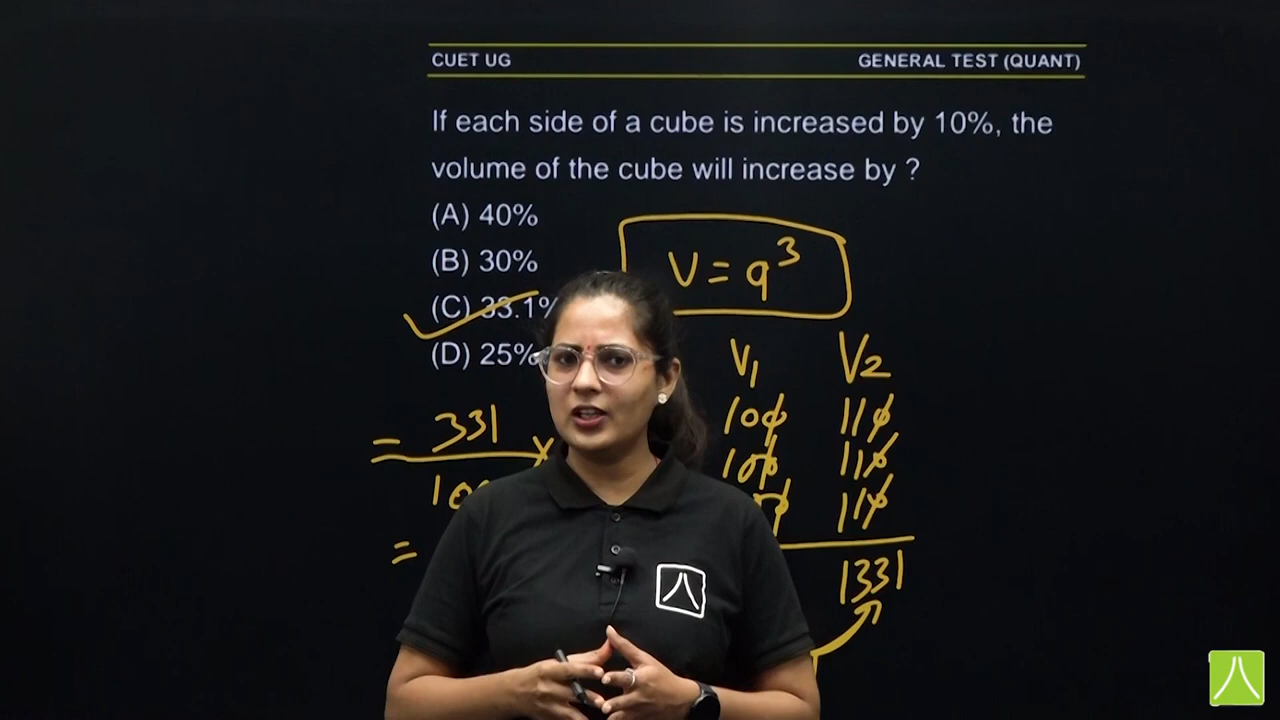 CUET UG GENERAL TEST (QUANT)
If each side of a cube is increased by 10%, the
volume of the cube will increase by ?
(A) 40%
(B) 30%
(C) 33.1%
(D) 25%
V = a³
V₁ V₂
100 110
100 110
110
= 331 ×
1331
=